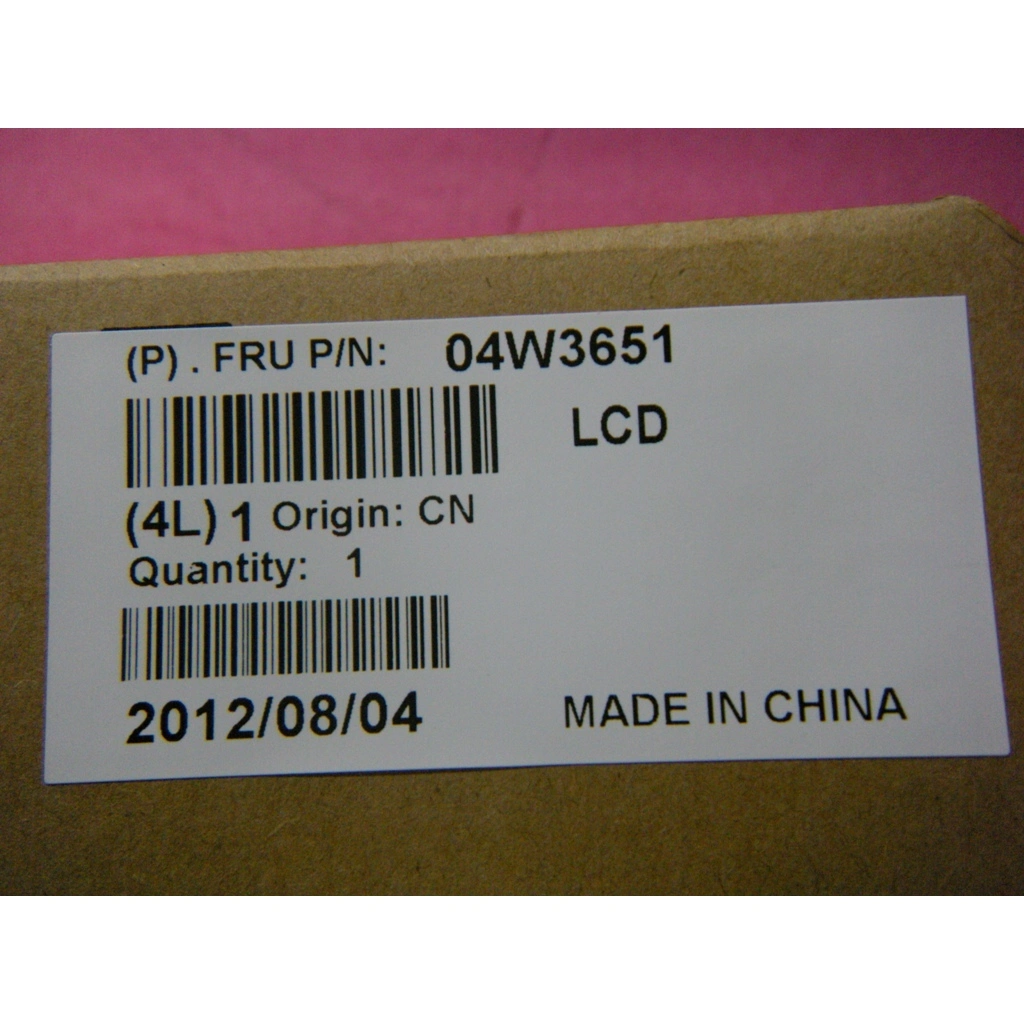 (P) . FRU P/N: 04W3651
LCD
(4L) 1 Origin: CN
Quantity: 1
2012/08/04 MADE IN CHINA